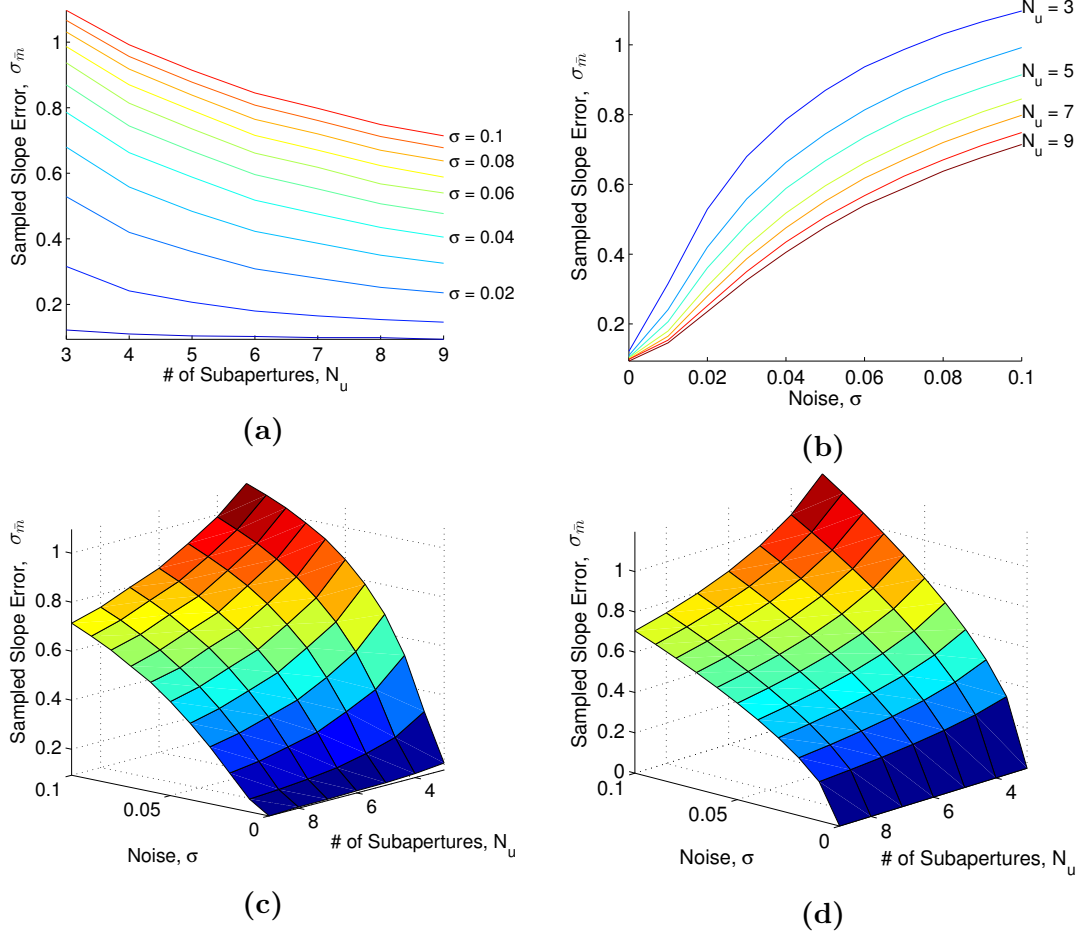 Sampled Slope Error, σ_m̄
1
0.8
0.6
0.4
0.2
3
4
5
6
7
8
9
# of Subapertures, N_u
σ = 0.1
σ = 0.08
σ = 0.06
σ = 0.04
σ = 0.02
(a)
Sampled Slope Error, σ_m̄
1
0.8
0.6
0.4
0.2
0
0.02
0.04
0.06
0.08
0.1
Noise, σ
N_u = 3
N_u = 5
N_u = 7
N_u = 9
(b)
Sampled Slope Error, σ_m̄
1
0.8
0.6
0.4
0.2
0.1
0.05
0
Noise, σ
8
6
4
# of Subapertures, N_u
(c)
Sampled Slope Error, σ_m̄
1
0.8
0.6
0.4
0.2
0
0.1
0.05
0
Noise, σ
8
6
4
# of Subapertures, N_u
(d)